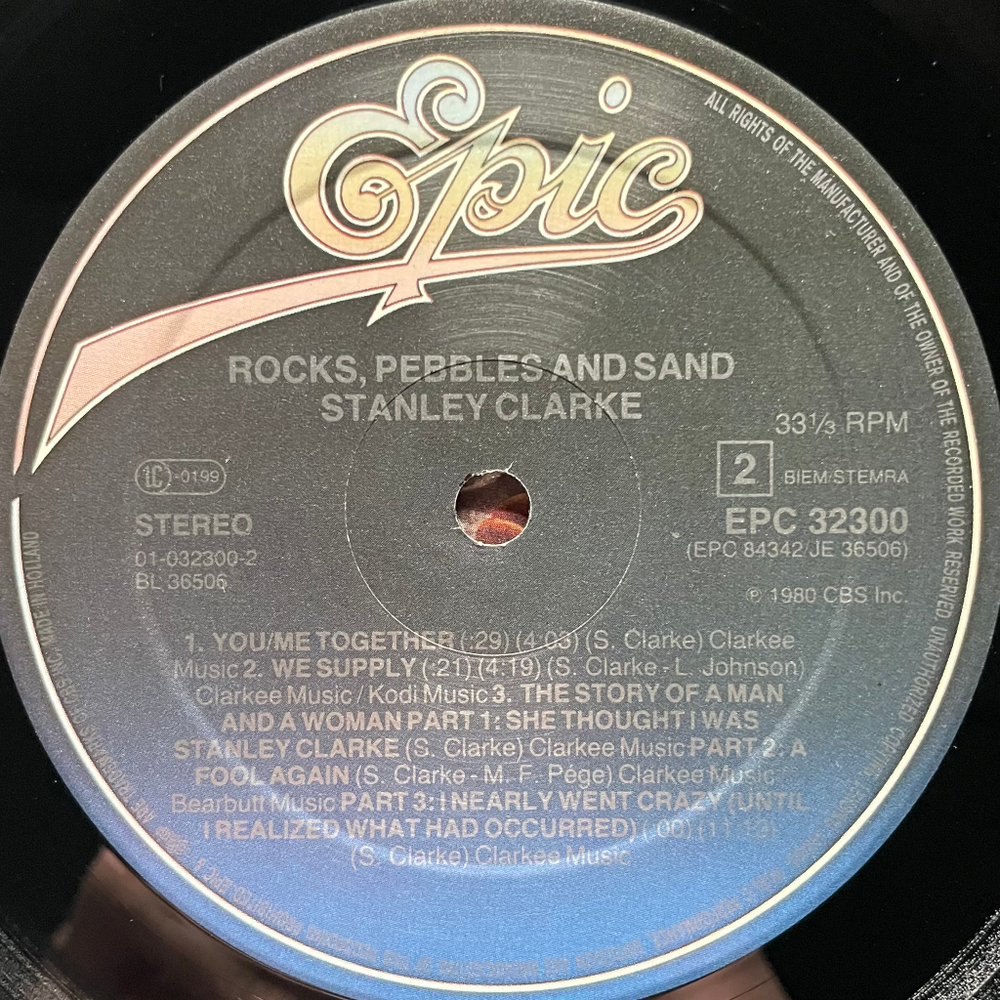 Epic
ALL RIGHTS OF THE MANUFACTURER AND OF THE OWNER OF THE RECORDED WORK RESERVED. UNAUTHORIZED
ROCKS, PEBBLES AND SAND
STANLEY CLARKE
33⅓ RPM
LC-0199
2
BIEM/STEMRA
STEREO
EPC 32300
01-032300-2
(EPC 84342/JE 36506)
BL 36506
℗ 1980 CBS Inc.
1. YOU/ME TOGETHER (:29) (4:03) (S. Clarke) Clarkee
Music 2. WE SUPPLY (:21) (4:19) (S. Clarke - L. Johnson)
Clarkee Music / Kodi Music 3. THE STORY OF A MAN
AND A WOMAN PART 1: SHE THOUGHT I WAS
STANLEY CLARKE (S. Clarke) Clarkee Music PART 2: A
FOOL AGAIN (S. Clarke - M. F. Pége) Clarkee Music
Bearbutt Music PART 3: I NEARLY WENT CRAZY (UNTIL
I REALIZED WHAT HAD OCCURRED) (:00)
(S. Clarke) Clarkee Music
MADE IN HOLLAND